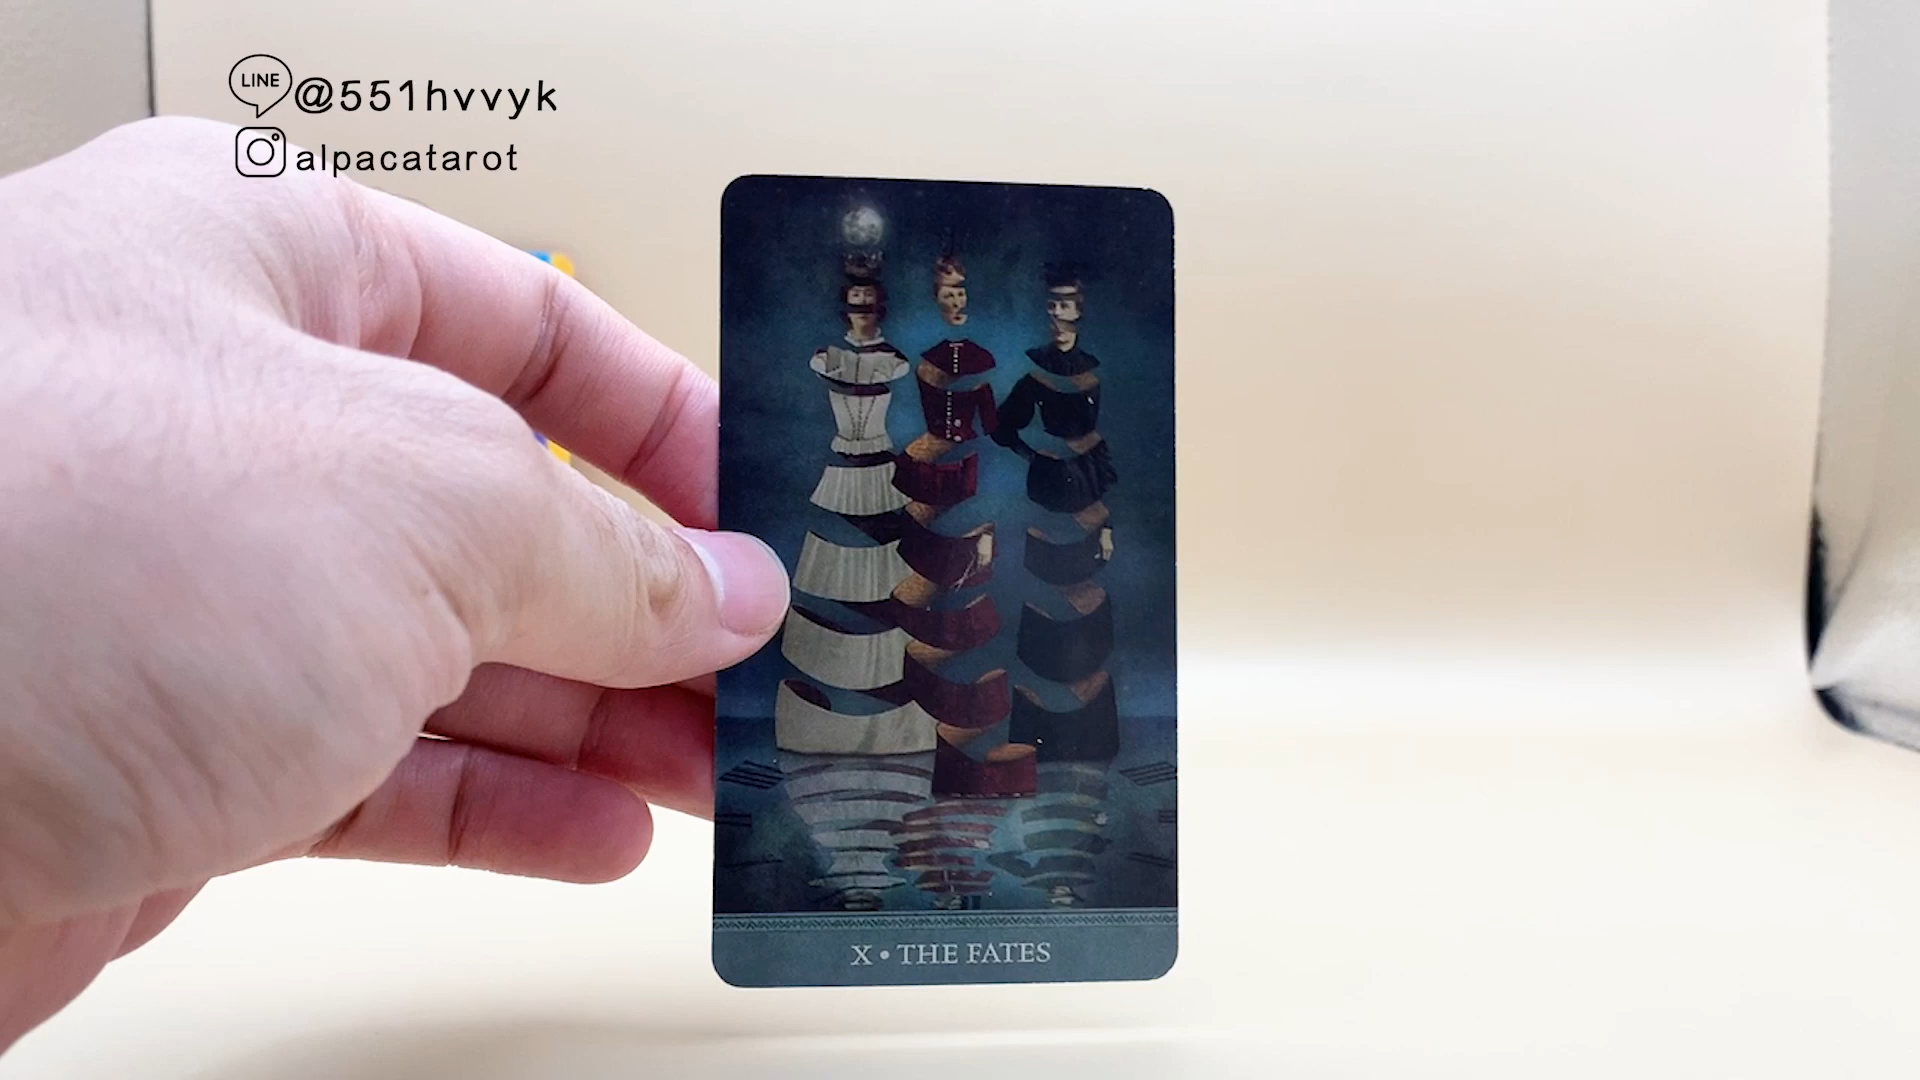 LINE @551hvvyk
alpacatarot
X • THE FATES